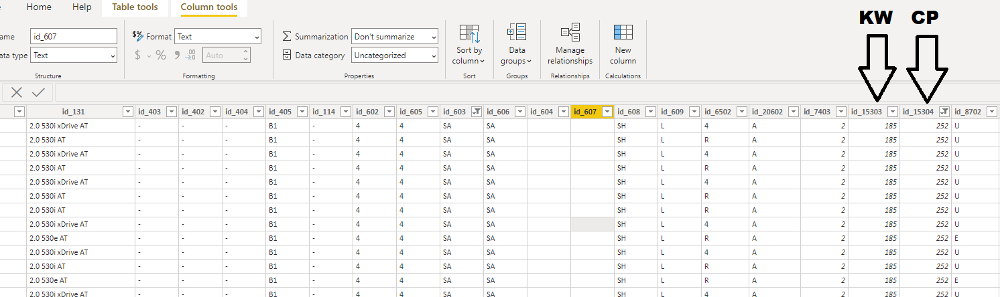 Home Help Table tools Column tools
KW CP
ame id_607
$% Format Text
Summarization Don't summarize
Sort by column
Data groups
Manage relationships
New column
ata type Text
$ % 9 .00 Auto
Data category Uncategorized
Structure Formatting Properties Sort Groups Relationships Calculations
id_131 id_403 id_402 id_404 id_405 id_114 id_602 id_605 id_603 id_606 id_604 id_607 id_608 id_609 id_6502 id_20602 id_7403 id_15303 id_15304 id_8702
2.0 530i xDrive AT - - - B1 - 4 4 SA SA SH L 4 A 2 185 252 U
2.0 530i AT - - - B1 - 4 4 SA SA SH L R A 2 185 252 U
2.0 530i xDrive AT - - - B1 - 4 4 SA SA SH L 4 A 2 185 252 U
2.0 530i AT - - - B1 - 4 4 SA SA SH L R A 2 185 252 U
2.0 530i xDrive AT - - - B1 - 4 4 SA SA SH L 4 A 2 185 252 U
2.0 530i AT - - - B1 - 4 4 SA SA SH L R A 2 185 252 U
2.0 530i AT - - - B1 - 4 4 SA SA SH L R A 2 185 252 U
2.0 530i xDrive AT - - - B1 - 4 4 SA SA SH L 4 A 2 185 252 U
2.0 530e AT - - - B1 - 4 4 SA SA SH L R A 2 185 252 E
2.0 530i xDrive AT - - - B1 - 4 4 SA SA SH L 4 A 2 185 252 U
2.0 530i AT - - - B1 - 4 4 SA SA SH L R A 2 185 252 U
2.0 530e AT - - - B1 - 4 4 SA SA SH L R A 2 185 252 E
2.0 530i xDrive AT - - - B1 - 4 4 SA SA SH L 4 A 2 185 252 U